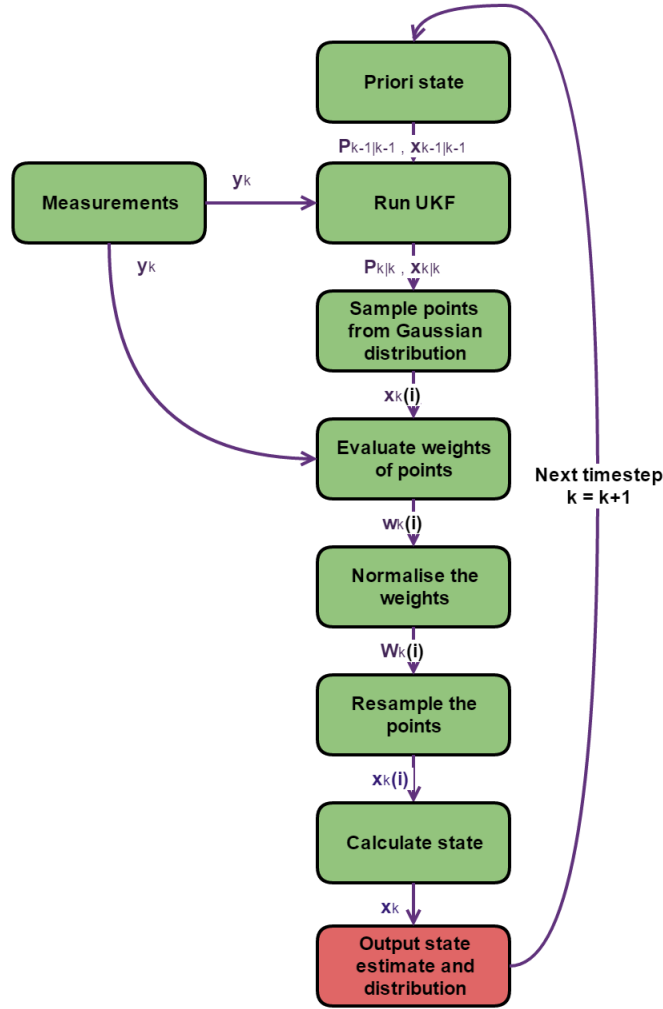 Priori state
Pk-1|k-1 , xk-1|k-1
Measurements
yk
Run UKF
yk
Pk|k , xk|k
Sample points
from Gaussian
distribution
xk(i)
Evaluate weights
of points
Next timestep
k = k+1
wk(i)
Normalise the
weights
Wk(i)
Resample the
points
xk(i)
Calculate state
xk
Output state
estimate and
distribution